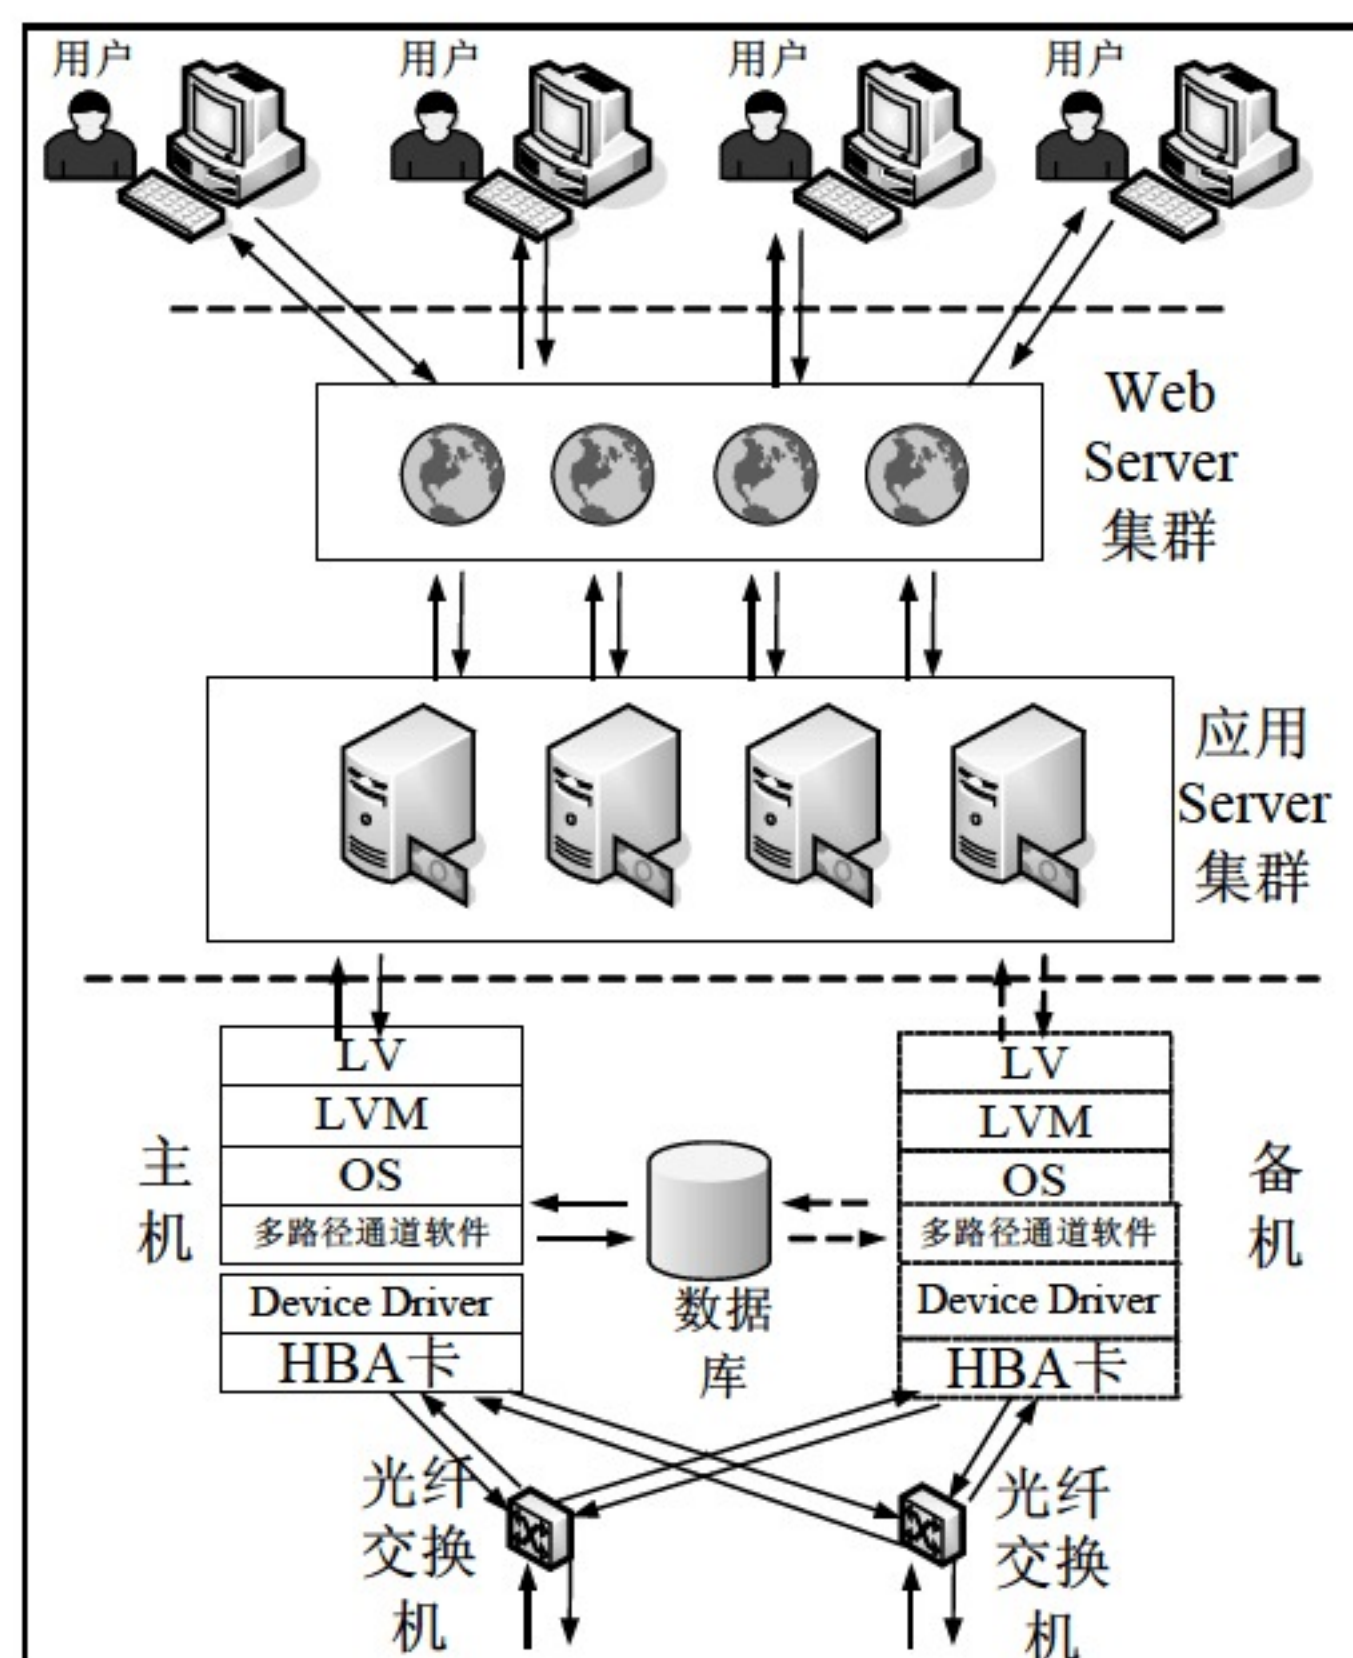 用户
用户
用户
用户
Web
Server
集群
应用
Server
集群
LV
LVM
OS
多路径通道软件
Device Driver
HBA卡
主
机
数据
库
LV
LVM
OS
多路径通道软件
Device Driver
HBA卡
备
机
光纤
交换
机
光纤
交换
机